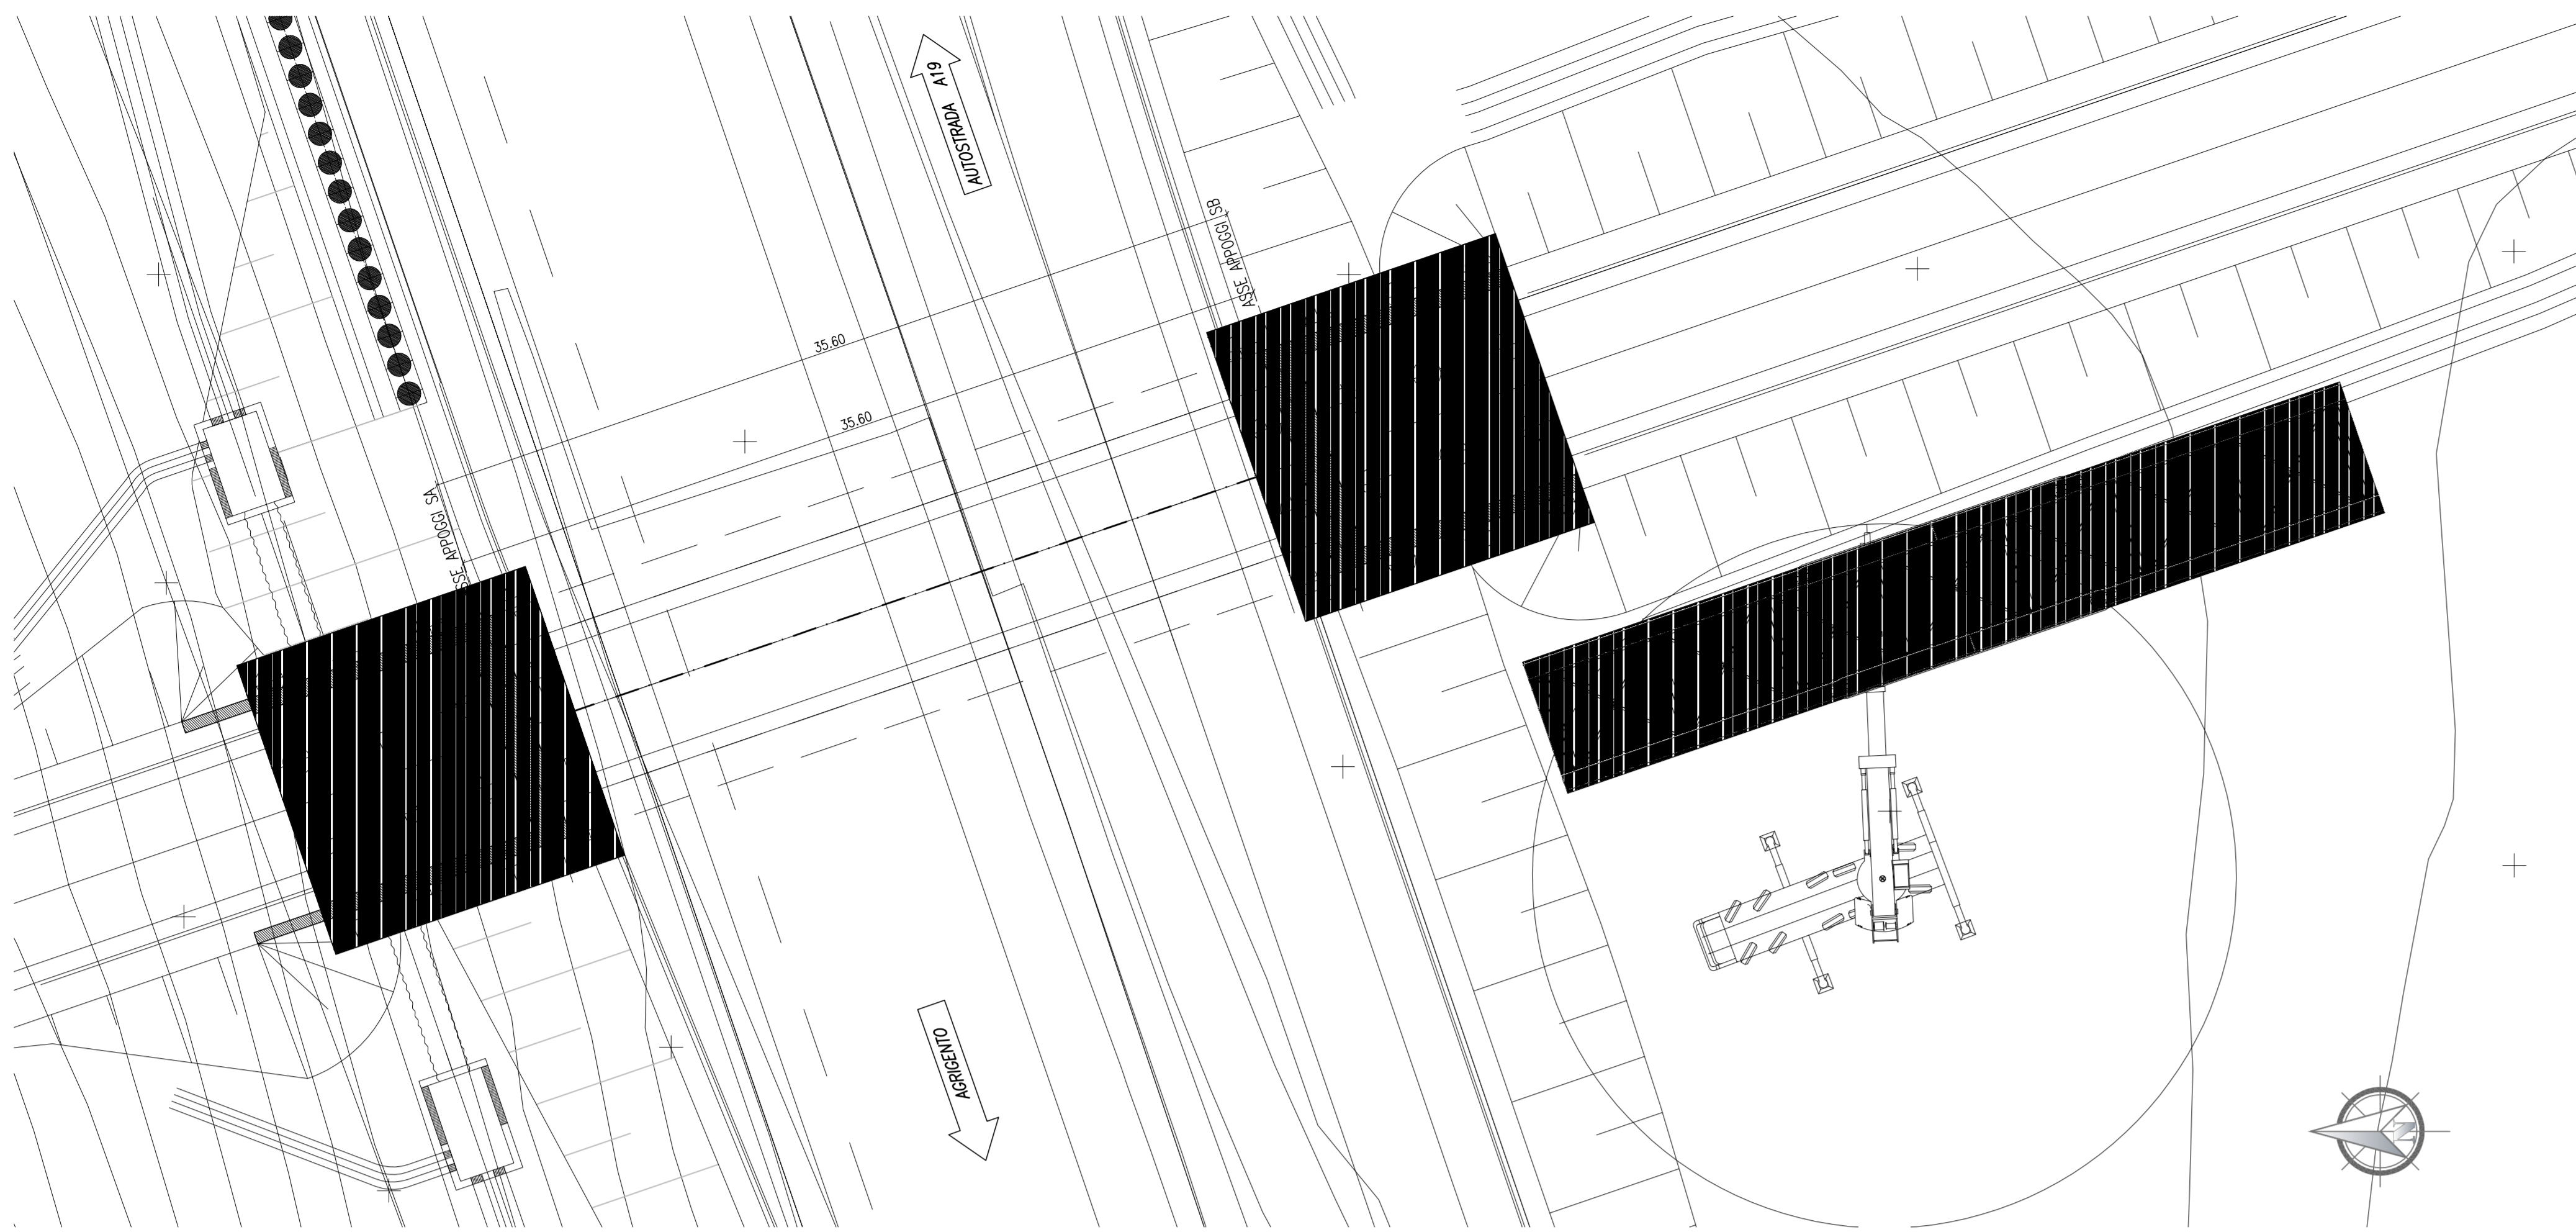 AUTOSTRADA A19
ASSE APPOGGI SB
35.60
35.60
ASSE APPOGGI SA
AGRIGENTO
N